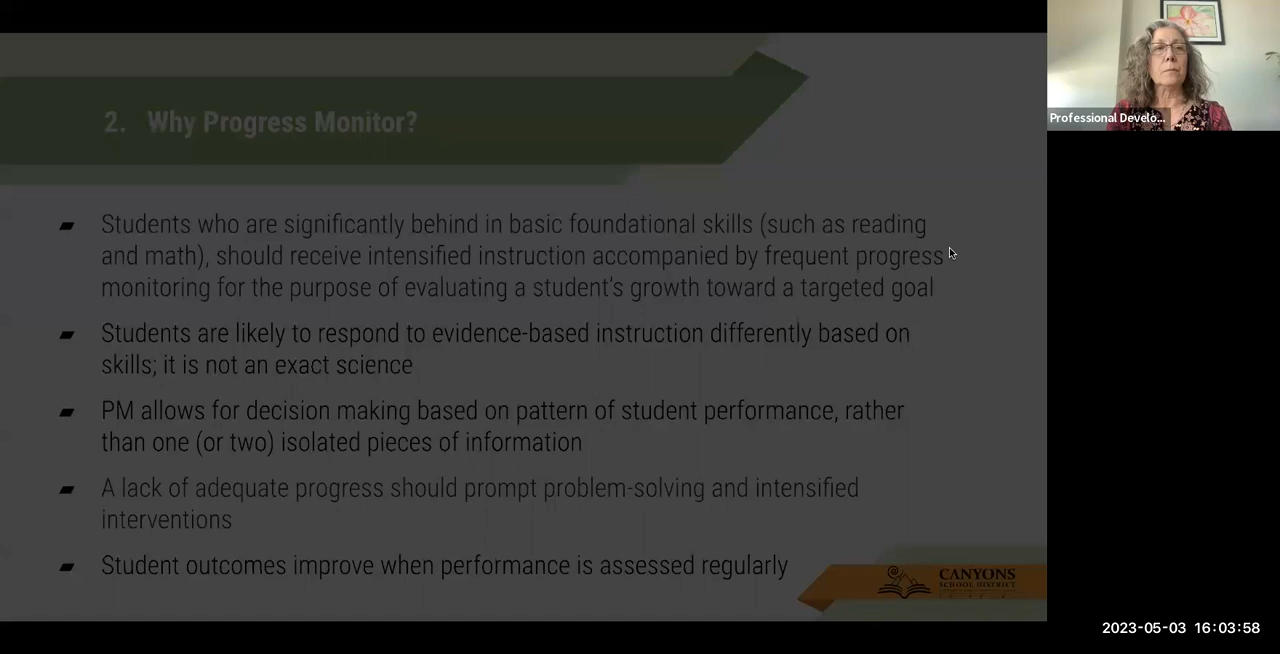 2. Why Progress Monitor?
Professional Develo...
Students who are significantly behind in basic foundational skills (such as reading
and math), should receive intensified instruction accompanied by frequent progress
monitoring for the purpose of evaluating a student's growth toward a targeted goal
Students are likely to respond to evidence-based instruction differently based on
skills; it is not an exact science
PM allows for decision making based on pattern of student performance, rather
than one (or two) isolated pieces of information
A lack of adequate progress should prompt problem-solving and intensified
interventions
Student outcomes improve when performance is assessed regularly
CANYONS
SCHOOL DISTRICT
2023-05-03 16:03:58